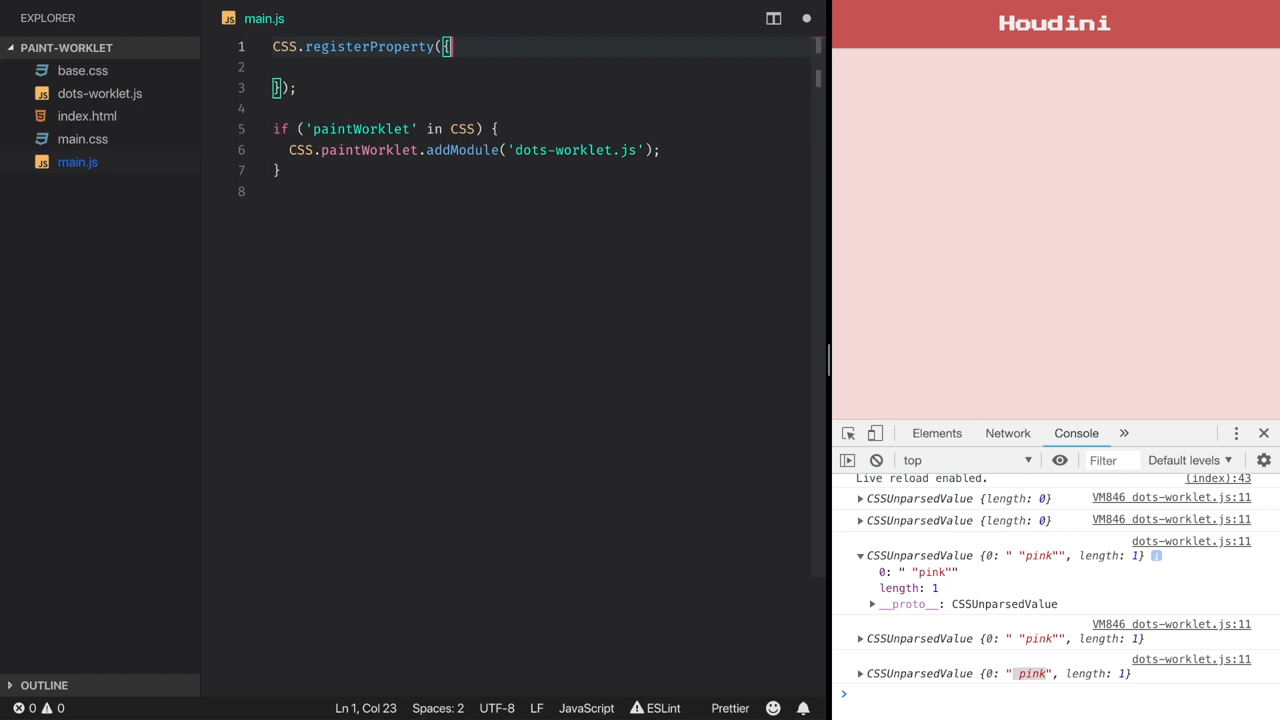 EXPLORER
PAINT-WORKLET
base.css
dots-worklet.js
index.html
main.css
main.js
OUTLINE
main.js
1 CSS.registerProperty({
2
3 });
4
5 if ('paintWorklet' in CSS) {
6 CSS.paintWorklet.addModule('dots-worklet.js');
7 }
8
0 0
Ln 1, Col 23 Spaces: 2 UTF-8 LF JavaScript ESLint Prettier
Houdini
Elements Network Console »
top Filter Default levels
Live reload enabled. (index):43
CSSUnparsedValue {length: 0} VM846 dots-worklet.js:11
CSSUnparsedValue {length: 0} VM846 dots-worklet.js:11
dots-worklet.js:11
CSSUnparsedValue {0: " "pink"", length: 1} i
0: " "pink""
length: 1
__proto__: CSSUnparsedValue
VM846 dots-worklet.js:11
CSSUnparsedValue {0: " "pink"", length: 1}
dots-worklet.js:11
CSSUnparsedValue {0: " pink", length: 1}